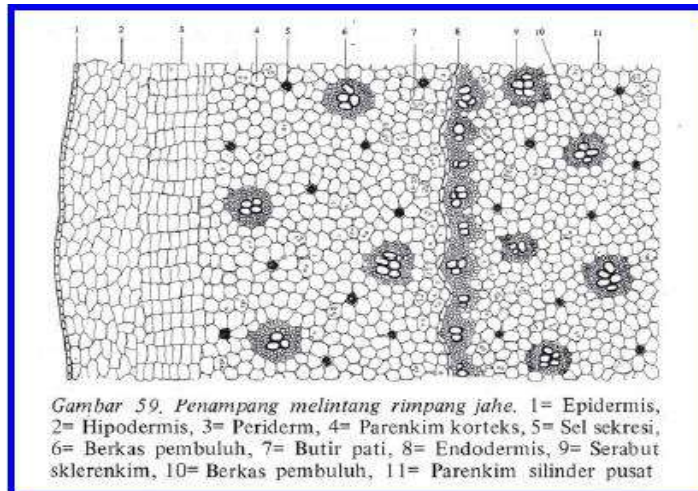 1 2 3 4 5 6 7 8 9 10 11
Gambar 59. Penampang melintang rimpang jahe. 1= Epidermis,
2= Hipodermis, 3= Periderm, 4= Parenkim korteks, 5= Sel sekresi,
6= Berkas pembuluh, 7= Butir pati, 8= Endodermis, 9= Serabut
sklerenkim, 10= Berkas pembuluh, 11= Parenkim silinder pusat